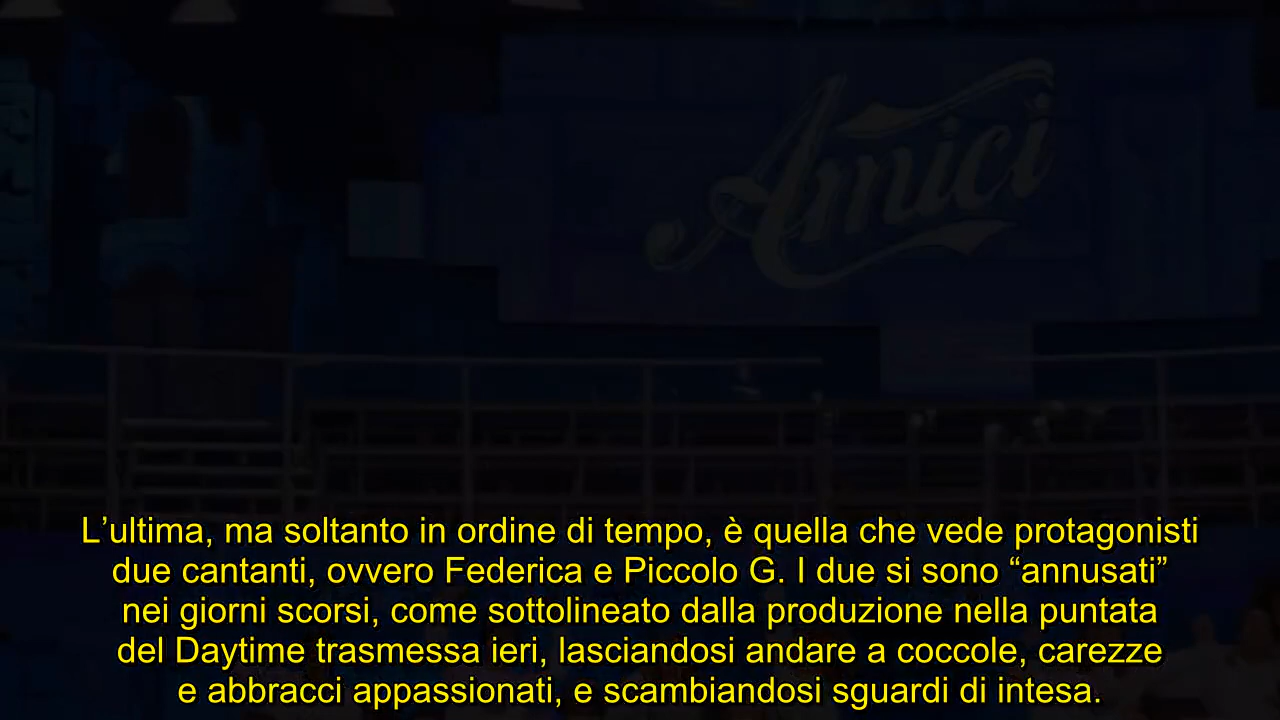 Amici
L’ultima, ma soltanto in ordine di tempo, è quella che vede protagonisti
due cantanti, ovvero Federica e Piccolo G. I due si sono “annusati”
nei giorni scorsi, come sottolineato dalla produzione nella puntata
del Daytime trasmessa ieri, lasciandosi andare a coccole, carezze
e abbracci appassionati, e scambiandosi sguardi di intesa.